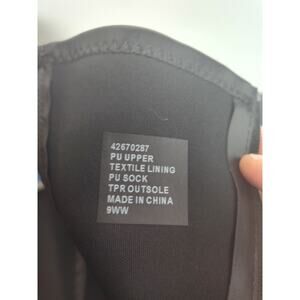 42670287
PU UPPER
TEXTILE LINING
PU SOCK
TPR OUTSOLE
MADE IN CHINA
9WW